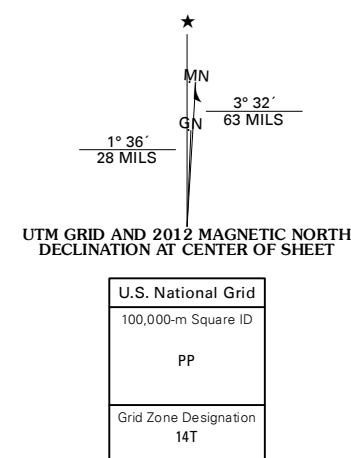 ★
MN
3° 32´
63 MILS
GN
1° 36´
28 MILS
UTM GRID AND 2012 MAGNETIC NORTH
DECLINATION AT CENTER OF SHEET
U.S. National Grid
100,000-m Square ID
PP
Grid Zone Designation
14T